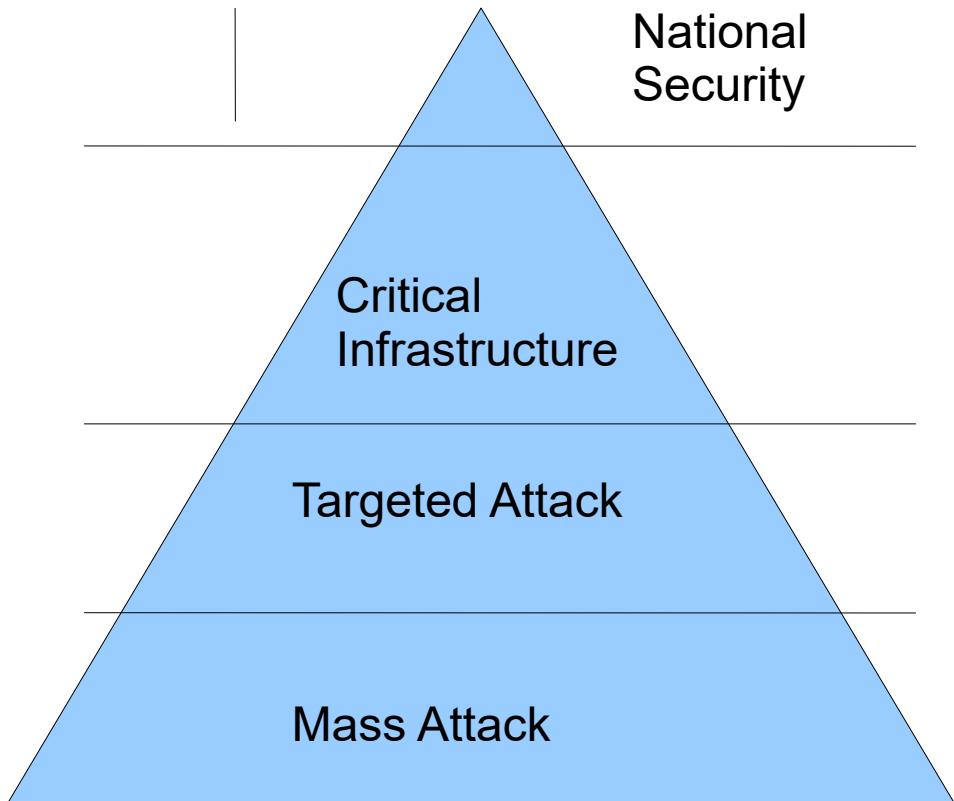 National
Security
Critical
Infrastructure
Targeted Attack
Mass Attack